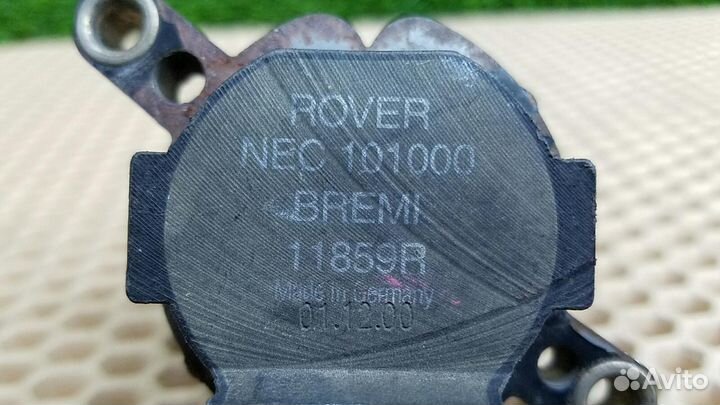 ROVER
NEC 101000
BREMI
11859R
Made in Germany
01.12.00
Avito